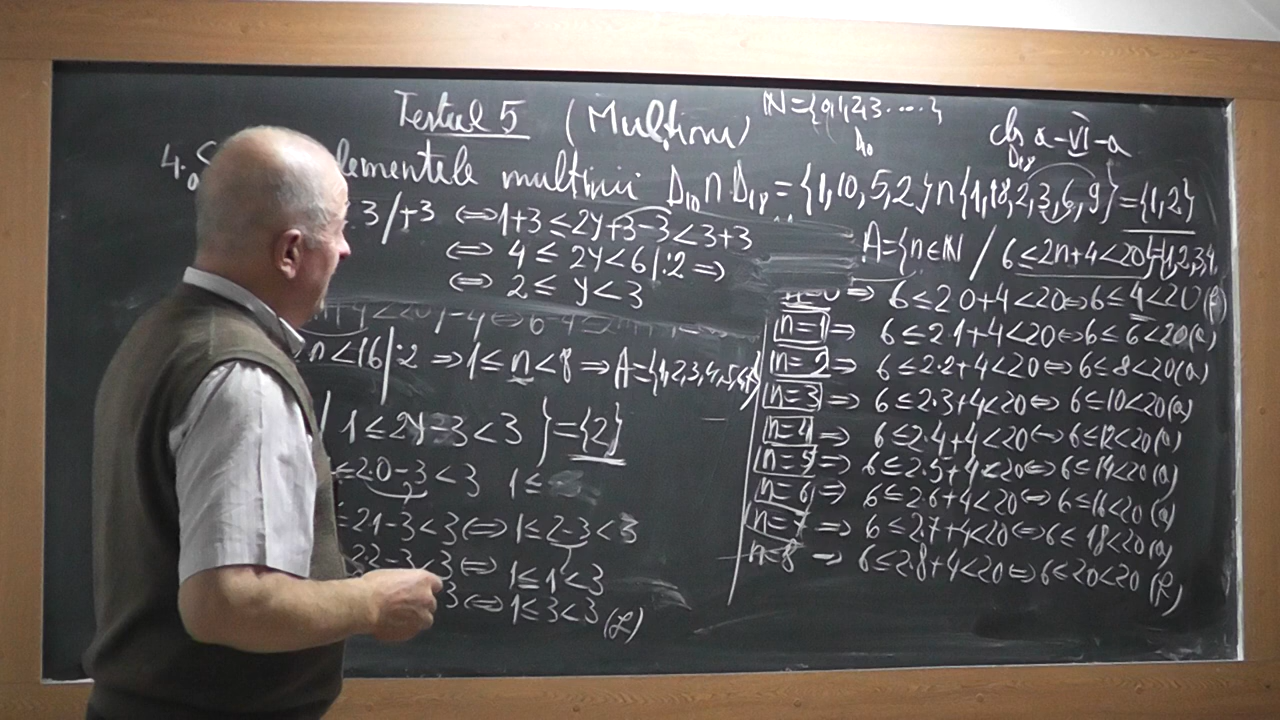 Testul 5 (Multimi) N={0,1,2,3....}
cls a-VI-a
4. elementele multimii D₁₀∩D₁₈={1,10,5,2}∩{1,18,2,3,6,9}={1,2}
D₁₀ D₁₈
3/+3 ⇔ 1+3≤2y+3-3<3+3
⇔ 4≤2y<6|:2 ⇒
⇔ 2≤y<3
n<16|:2 ⇒ 1≤n<8 ⇒ A={1,2,3,4,5,6,7}
1≤2y-3<3}={2}
≤2·0-3<3 1≤
≤2·1-3<3 ⇔ 1≤2-3<3
2·2-3<3 ⇔ 1≤1<3
3 ⇔ 1≤3<3 (f)
A={n∈N / 6≤2n+4<20}={1,2,3,4,
n=0 ⇒ 6≤2·0+4<20 ⇔ 6≤4<20 (f)
n=1 ⇒ 6≤2·1+4<20 ⇔ 6≤6<20 (a)
n=2 ⇒ 6≤2·2+4<20 ⇔ 6≤8<20 (a)
n=3 ⇒ 6≤2·3+4<20 ⇔ 6≤10<20 (a)
n=4 ⇒ 6≤2·4+4<20 ⇔ 6≤12<20 (a)
n=5 ⇒ 6≤2·5+4<20 ⇔ 6≤14<20 (a)
n=6 ⇒ 6≤2·6+4<20 ⇔ 6≤16<20 (a)
n=7 ⇒ 6≤2·7+4<20 ⇔ 6≤18<20 (a)
n=8 ⇒ 6≤2·8+4<20 ⇔ 6≤20<20 (f)